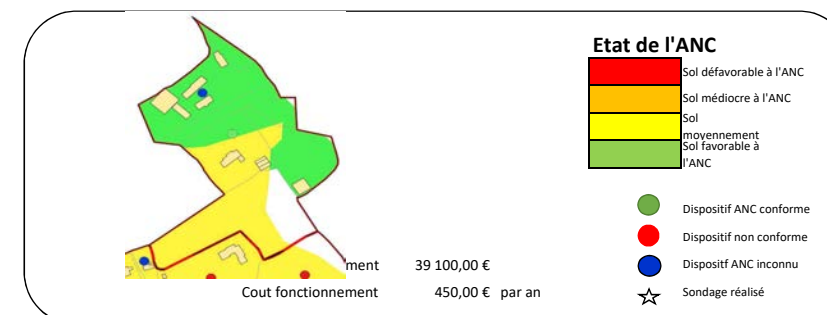 Etat de l'ANC
Sol défavorable à l'ANC
Sol médiocre à l'ANC
Sol
moyennement
Sol favorable à
l'ANC
Dispositif ANC conforme
Dispositif non conforme
Dispositf ANC inconnu
Sondage réalisé
ment 39 100,00 €
Cout fonctionnement 450,00 € par an